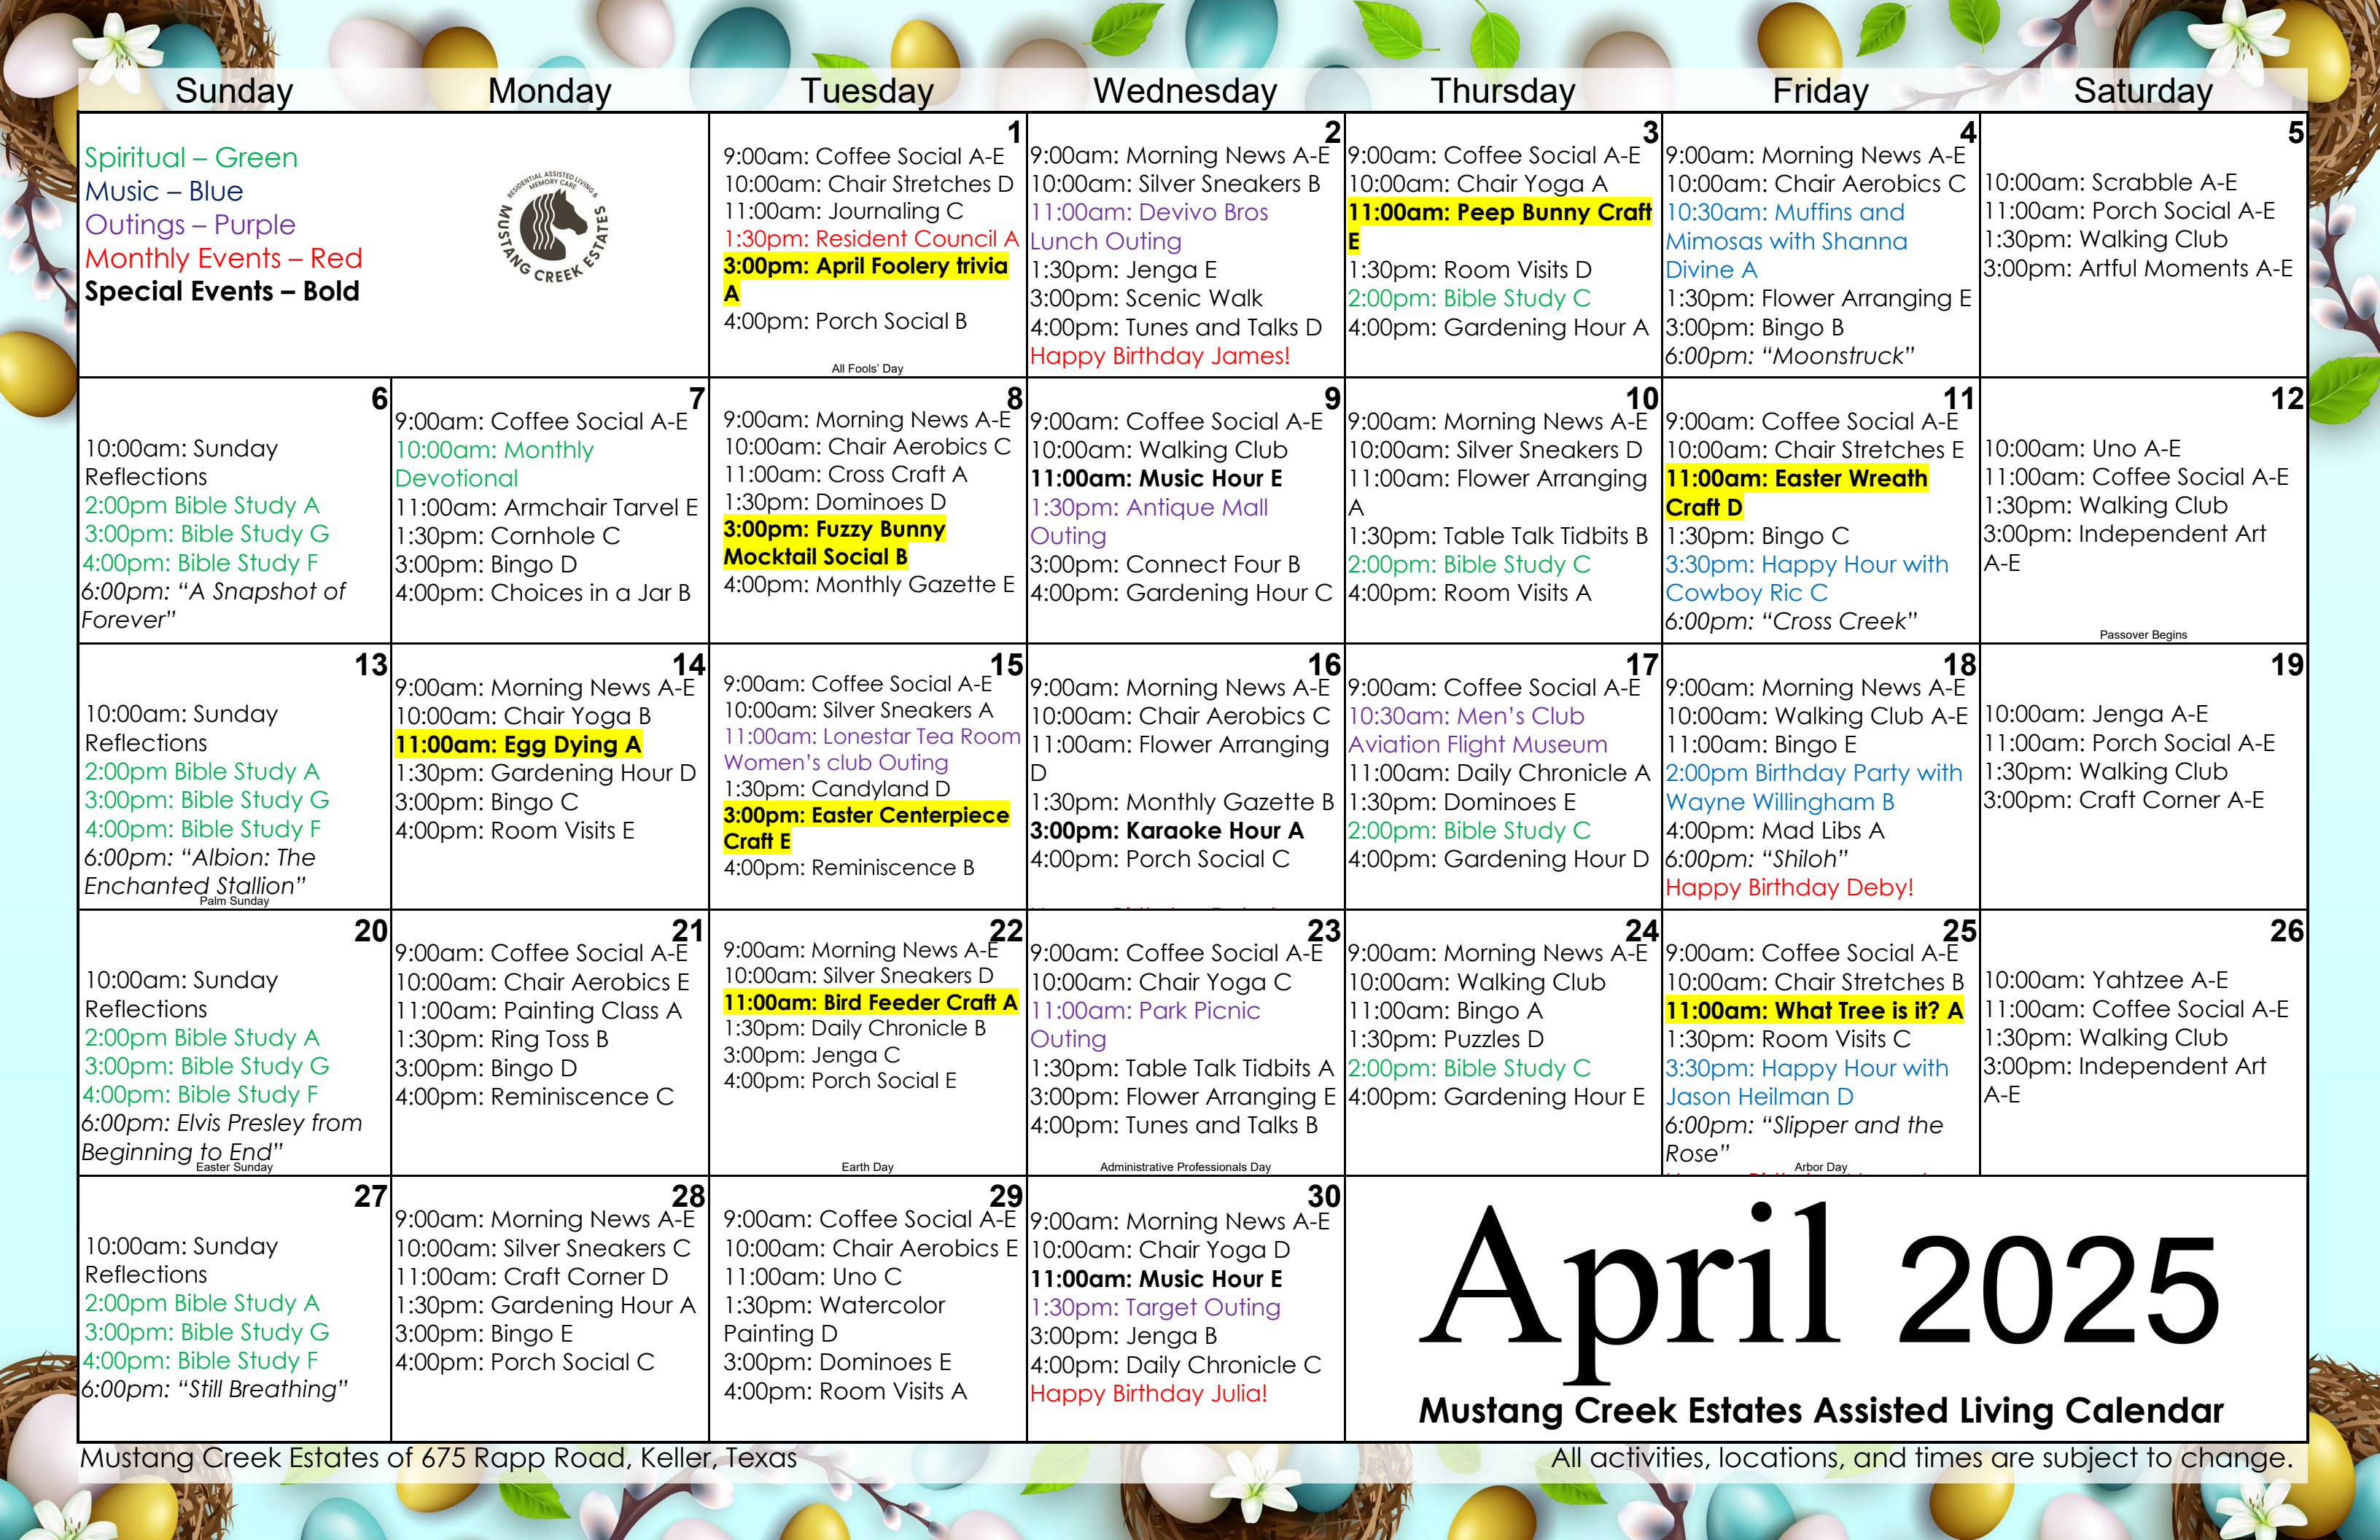 Sunday
Monday
Tuesday
Wednesday
Thursday
Friday
Saturday
Spiritual – Green
Music – Blue
Outings – Purple
Monthly Events – Red
Special Events – Bold
RESIDENTIAL ASSISTED LIVING &
MEMORY CARE
MUSTANG CREEK ESTATES
1
9:00am: Coffee Social A-E
10:00am: Chair Stretches D
11:00am: Journaling C
1:30pm: Resident Council A
3:00pm: April Foolery trivia
A
4:00pm: Porch Social B
All Fools' Day
2
9:00am: Morning News A-E
10:00am: Silver Sneakers B
11:00am: Devivo Bros
Lunch Outing
1:30pm: Jenga E
3:00pm: Scenic Walk
4:00pm: Tunes and Talks D
Happy Birthday James!
3
9:00am: Coffee Social A-E
10:00am: Chair Yoga A
11:00am: Peep Bunny Craft
E
1:30pm: Room Visits D
2:00pm: Bible Study C
4:00pm: Gardening Hour A
4
9:00am: Morning News A-E
10:00am: Chair Aerobics C
10:30am: Muffins and
Mimosas with Shanna
Divine A
1:30pm: Flower Arranging E
3:00pm: Bingo B
6:00pm: “Moonstruck”
5
10:00am: Scrabble A-E
11:00am: Porch Social A-E
1:30pm: Walking Club
3:00pm: Artful Moments A-E
6
10:00am: Sunday
Reflections
2:00pm Bible Study A
3:00pm: Bible Study G
4:00pm: Bible Study F
6:00pm: “A Snapshot of
Forever”
7
9:00am: Coffee Social A-E
10:00am: Monthly
Devotional
11:00am: Armchair Tarvel E
1:30pm: Cornhole C
3:00pm: Bingo D
4:00pm: Choices in a Jar B
8
9:00am: Morning News A-E
10:00am: Chair Aerobics C
11:00am: Cross Craft A
1:30pm: Dominoes D
3:00pm: Fuzzy Bunny
Mocktail Social B
4:00pm: Monthly Gazette E
9
9:00am: Coffee Social A-E
10:00am: Walking Club
11:00am: Music Hour E
1:30pm: Antique Mall
Outing
3:00pm: Connect Four B
4:00pm: Gardening Hour C
10
9:00am: Morning News A-E
10:00am: Silver Sneakers D
11:00am: Flower Arranging
A
1:30pm: Table Talk Tidbits B
2:00pm: Bible Study C
4:00pm: Room Visits A
11
9:00am: Coffee Social A-E
10:00am: Chair Stretches E
11:00am: Easter Wreath
Craft D
1:30pm: Bingo C
3:30pm: Happy Hour with
Cowboy Ric C
6:00pm: “Cross Creek”
12
10:00am: Uno A-E
11:00am: Coffee Social A-E
1:30pm: Walking Club
3:00pm: Independent Art
A-E
Passover Begins
13
10:00am: Sunday
Reflections
2:00pm Bible Study A
3:00pm: Bible Study G
4:00pm: Bible Study F
6:00pm: “Albion: The
Enchanted Stallion”
Palm Sunday
14
9:00am: Morning News A-E
10:00am: Chair Yoga B
11:00am: Egg Dying A
1:30pm: Gardening Hour D
3:00pm: Bingo C
4:00pm: Room Visits E
15
9:00am: Coffee Social A-E
10:00am: Silver Sneakers A
11:00am: Lonestar Tea Room
Women’s club Outing
1:30pm: Candyland D
3:00pm: Easter Centerpiece
Craft E
4:00pm: Reminiscence B
16
9:00am: Morning News A-E
10:00am: Chair Aerobics C
11:00am: Flower Arranging
D
1:30pm: Monthly Gazette B
3:00pm: Karaoke Hour A
4:00pm: Porch Social C
17
9:00am: Coffee Social A-E
10:30am: Men’s Club
Aviation Flight Museum
11:00am: Daily Chronicle A
1:30pm: Dominoes E
2:00pm: Bible Study C
4:00pm: Gardening Hour D
18
9:00am: Morning News A-E
10:00am: Walking Club A-E
11:00am: Bingo E
2:00pm Birthday Party with
Wayne Willingham B
4:00pm: Mad Libs A
6:00pm: “Shiloh”
Happy Birthday Deby!
19
10:00am: Jenga A-E
11:00am: Porch Social A-E
1:30pm: Walking Club
3:00pm: Craft Corner A-E
20
10:00am: Sunday
Reflections
2:00pm Bible Study A
3:00pm: Bible Study G
4:00pm: Bible Study F
6:00pm: Elvis Presley from
Beginning to End”
Easter Sunday
21
9:00am: Coffee Social A-E
10:00am: Chair Aerobics E
11:00am: Painting Class A
1:30pm: Ring Toss B
3:00pm: Bingo D
4:00pm: Reminiscence C
22
9:00am: Morning News A-E
10:00am: Silver Sneakers D
11:00am: Bird Feeder Craft A
1:30pm: Daily Chronicle B
3:00pm: Jenga C
4:00pm: Porch Social E
Earth Day
23
9:00am: Coffee Social A-E
10:00am: Chair Yoga C
11:00am: Park Picnic
Outing
1:30pm: Table Talk Tidbits A
3:00pm: Flower Arranging E
4:00pm: Tunes and Talks B
Administrative Professionals Day
24
9:00am: Morning News A-E
10:00am: Walking Club
11:00am: Bingo A
1:30pm: Puzzles D
2:00pm: Bible Study C
4:00pm: Gardening Hour E
25
9:00am: Coffee Social A-E
10:00am: Chair Stretches B
11:00am: What Tree is it? A
1:30pm: Room Visits C
3:30pm: Happy Hour with
Jason Heilman D
6:00pm: “Slipper and the
Rose”
Arbor Day
26
10:00am: Yahtzee A-E
11:00am: Coffee Social A-E
1:30pm: Walking Club
3:00pm: Independent Art
A-E
27
10:00am: Sunday
Reflections
2:00pm Bible Study A
3:00pm: Bible Study G
4:00pm: Bible Study F
6:00pm: “Still Breathing”
28
9:00am: Morning News A-E
10:00am: Silver Sneakers C
11:00am: Craft Corner D
1:30pm: Gardening Hour A
3:00pm: Bingo E
4:00pm: Porch Social C
29
9:00am: Coffee Social A-E
10:00am: Chair Aerobics E
11:00am: Uno C
1:30pm: Watercolor
Painting D
3:00pm: Dominoes E
4:00pm: Room Visits A
30
9:00am: Morning News A-E
10:00am: Chair Yoga D
11:00am: Music Hour E
1:30pm: Target Outing
3:00pm: Jenga B
4:00pm: Daily Chronicle C
Happy Birthday Julia!
April 2025
Mustang Creek Estates Assisted Living Calendar
Mustang Creek Estates of 675 Rapp Road, Keller, Texas
All activities, locations, and times are subject to change.